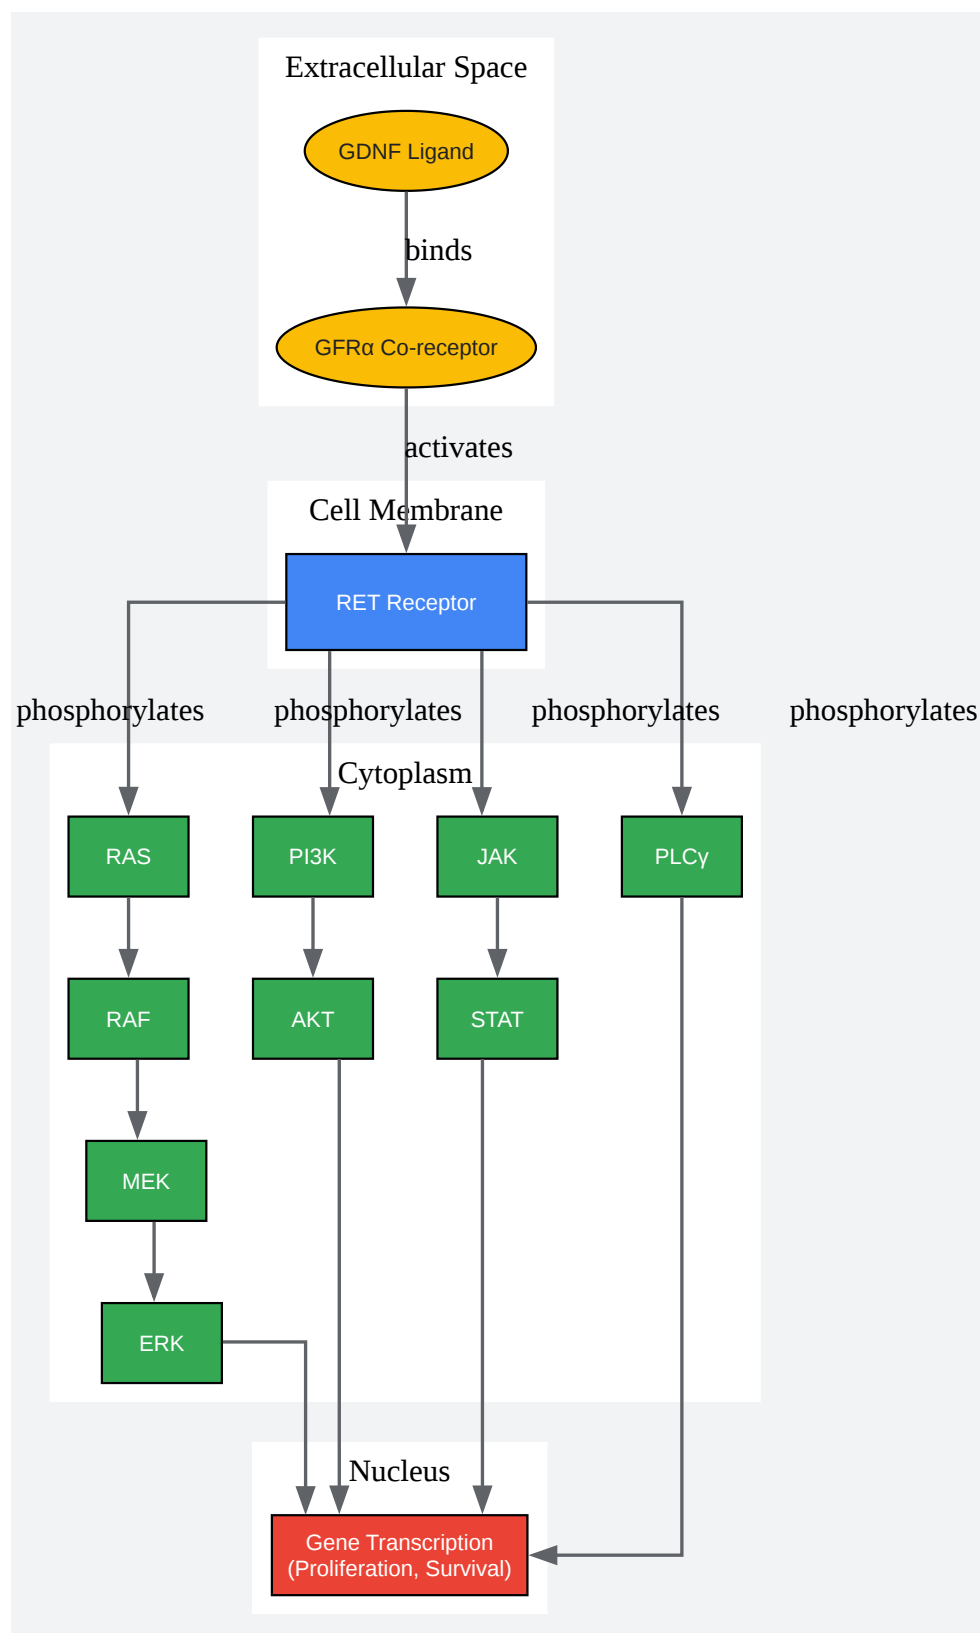 Extracellular Space
GDNF Ligand
binds
GFRα Co-receptor
activates
Cell Membrane
RET Receptor
phosphorylates phosphorylates phosphorylates phosphorylates
Cytoplasm
RAS PI3K JAK PLCγ
RAF AKT STAT
MEK
ERK
Nucleus
Gene Transcription
(Proliferation, Survival)